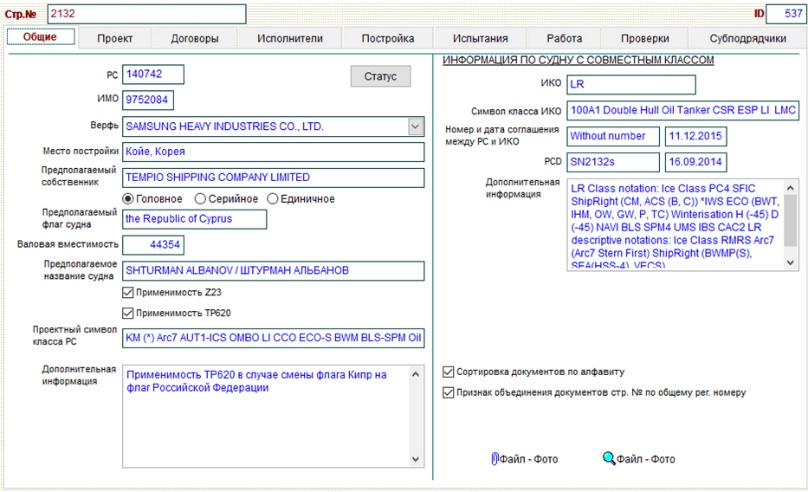 Стр.№ 2132 ID 537
Общие Проект Договоры Исполнители Постройка Испытания Работа Проверки Субподрядчики
РС 140742 Статус
ИМО 9752084
Верфь SAMSUNG HEAVY INDUSTRIES CO., LTD.
Место постройки Койе, Корея
Предполагаемый
собственник TEMPIO SHIPPING COMPANY LIMITED
Головное Серийное Единичное
Предполагаемый
флаг судна the Republic of Cyprus
Валовая вместимость 44354
Предполагаемое
название судна SHTURMAN ALBANOV / ШТУРМАН АЛЬБАНОВ
Применимость Z23
Применимость ТР620
Проектный символ
класса РС KM (*) Arc7 AUT1-ICS OMBO LI CCO ECO-S BWM BLS-SPM Oil
Дополнительная
информация
Применимость ТР620 в случае смены флага Кипр на
флаг Российской Федерации
ИНФОРМАЦИЯ ПО СУДНУ С СОВМЕСТНЫМ КЛАССОМ
ИКО LR
Символ класса ИКО 100A1 Double Hull Oil Tanker CSR ESP LI LMC
Номер и дата соглашения
между РС и ИКО Without number 11.12.2015
PCD SN2132s 16.09.2014
Дополнительная
информация
LR Class notation: Ice Class PC4 SFIC
ShipRight (CM, ACS (B, C)) *IWS ECO (BWT,
IHM, OW, GW, P, TC) Winterisation H (-45) D
(-45) NAVI BLS SPM4 UMS IBS CAC2 LR
descriptive notations: Ice Class RMRS Arc7
(Arc7 Stern First) ShipRight (BWMP(S),
SEA(HSS-4), VECS)
Сортировка документов по алфавиту
Признак объединения документов стр. № по общему рег. номеру
Файл - Фото Файл - Фото